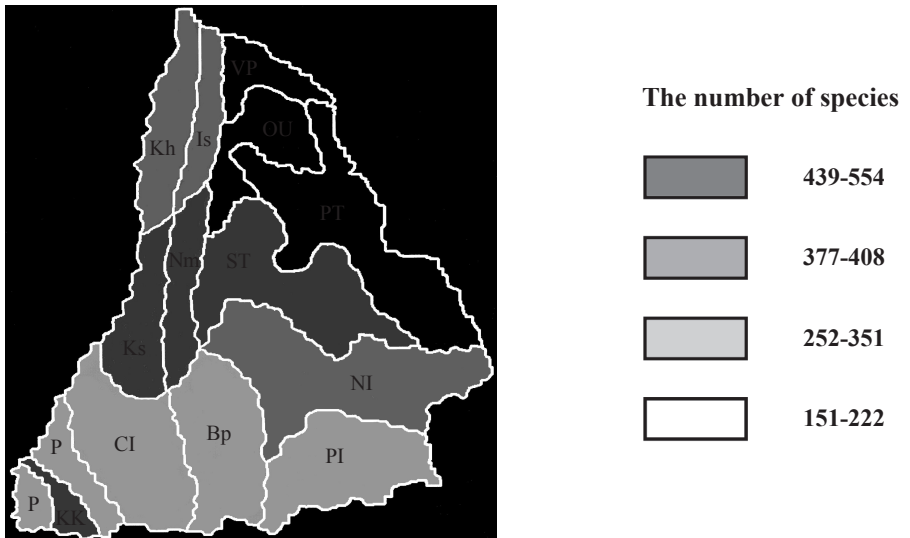 VP
OU
Kh
Is
PT
Nm
ST
Ks
NI
P
CI
Bp
PI
P
KK
The number of species
439-554
377-408
252-351
151-222